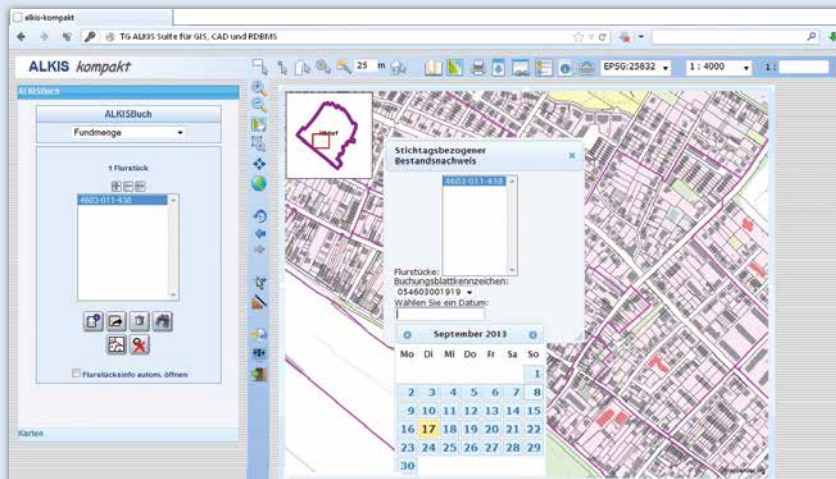 alkis-kompakt
TG ALKIS Suite für GIS, CAD und RDBMS
ALKIS kompakt
25 m
EPSG:25832
1 : 4000
1 :
ALKISBuch
ALKISBuch
Fundmenge
1 Flurstück
4603-011-438
Flurstücksinfo autom. öffnen
Karten
Stichtagsbezogener
Bestandsnachweis
4603-011-438
Flurstücke:
Buchungsblattkennzeichen:
054603001919
Wählen Sie ein Datum:
September 2013
Mo Di Mi Do Fr Sa So
1
2 3 4 5 6 7 8
9 10 11 12 13 14 15
16 17 18 19 20 21 22
23 24 25 26 27 28 29
30